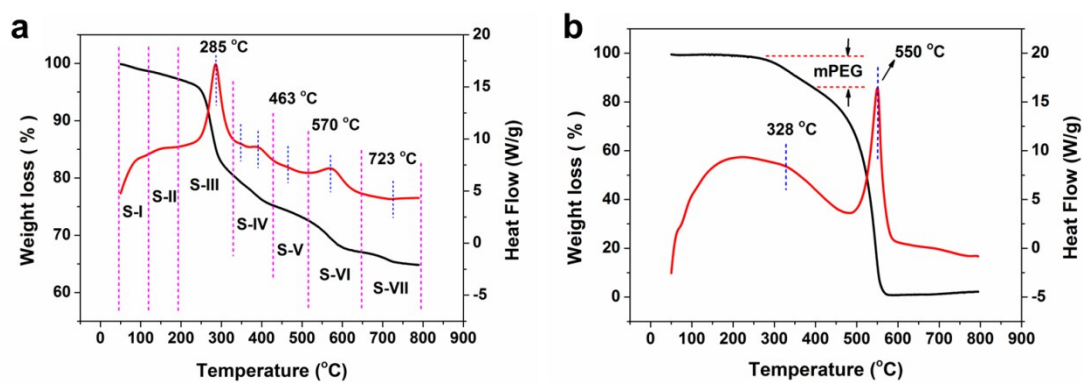 a
285 °C
463 °C
570 °C
723 °C
S-I
S-II
S-III
S-IV
S-V
S-VI
S-VII
Weight loss ( % )
100
90
80
70
60
Heat Flow (W/g)
20
15
10
5
0
-5
0 100 200 300 400 500 600 700 800 900
Temperature (°C)
b
550 °C
mPEG
328 °C
Weight loss ( % )
100
80
60
40
20
0
Heat Flow (W/g)
20
15
10
5
0
-5
0 100 200 300 400 500 600 700 800 900
Temperature (°C)